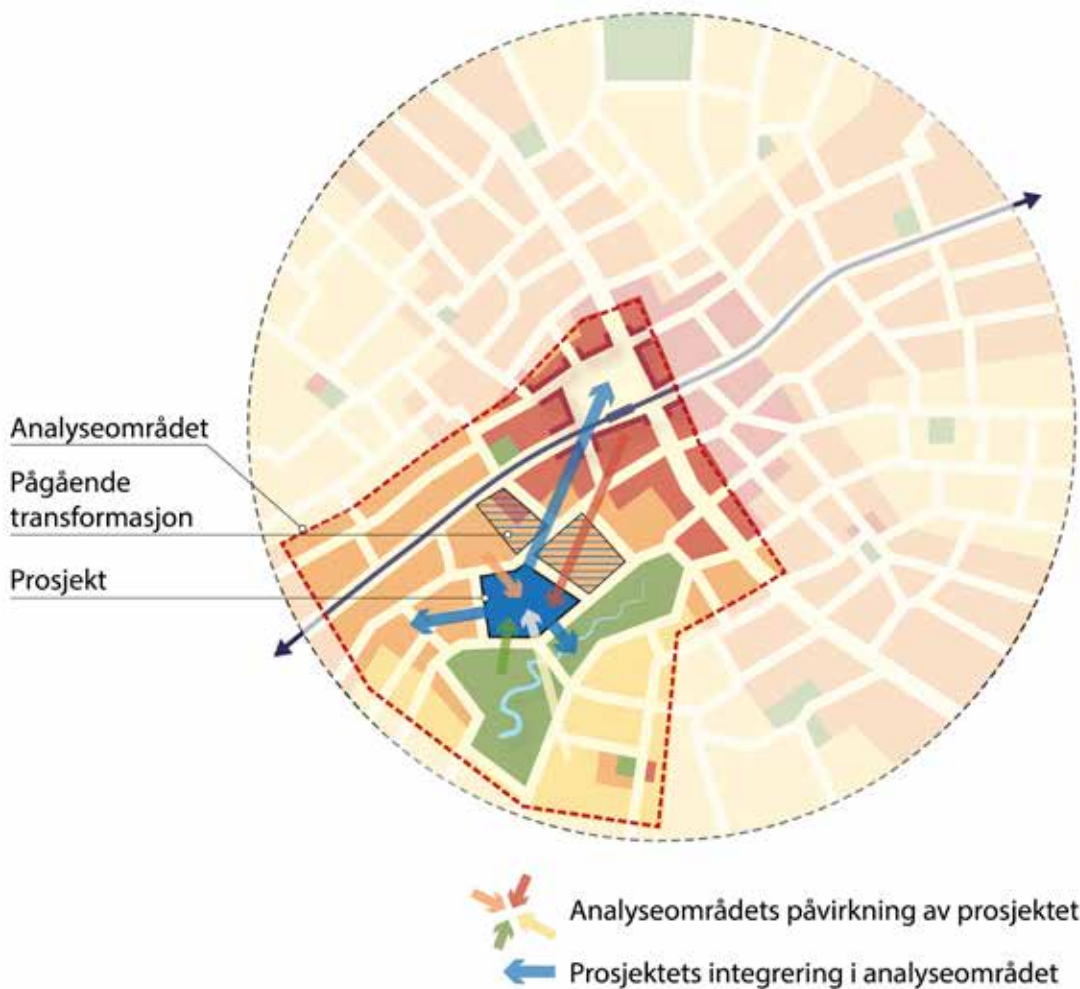 Analyseområdet
Pågående
transformasjon
Prosjekt
Analyseområdets påvirkning av prosjektet
Prosjektets integrering i analyseområdet